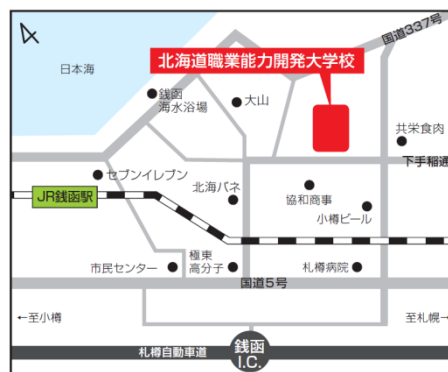 国道337号
日本海
北海道職業能力開発大学校
銭函
海水浴場
大山
共栄食肉
下手稲通
セブンイレブン
JR銭函駅
北海バネ
協和商事
小樽ビール
市民センター
極東
高分子
札樽病院
国道5号
←至小樽
至札幌→
札樽自動車道
銭函
I.C.